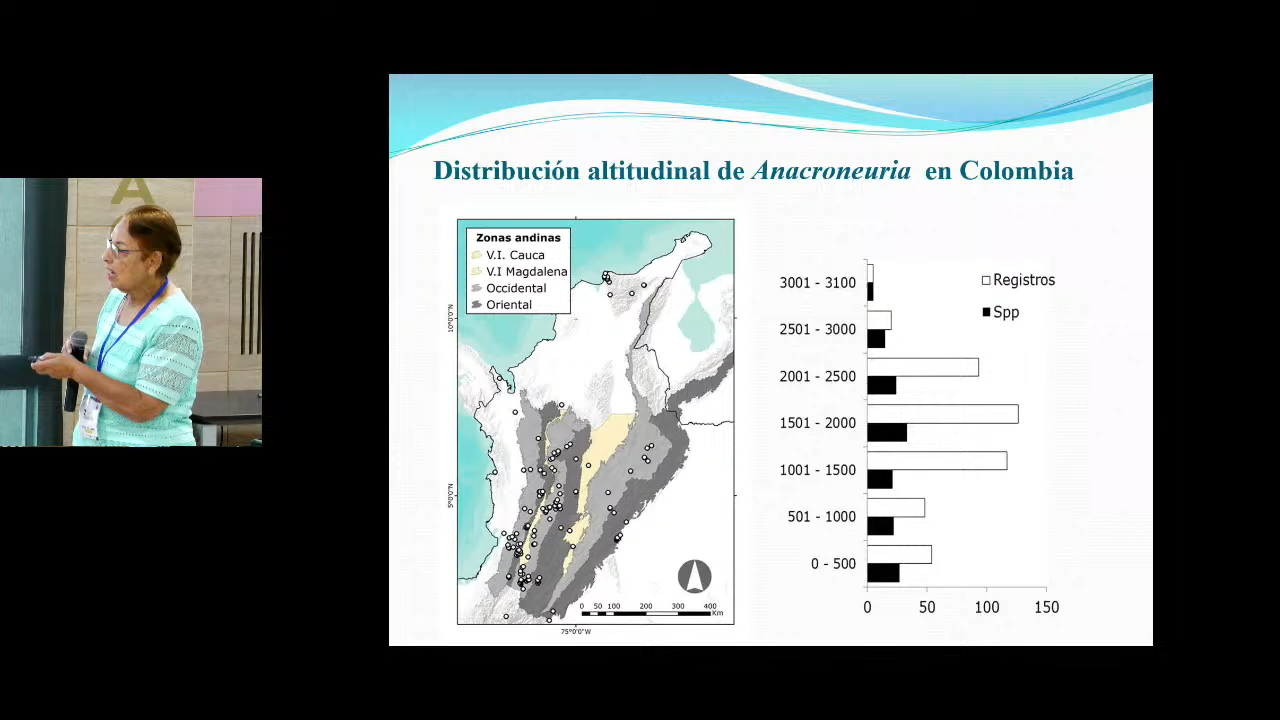 A
Distribución altitudinal de Anacroneuria en Colombia
Zonas andinas
V.I. Cauca
V.I Magdalena
Occidental
Oriental
10°0'0"N
5°0'0"N
75°0'0"W
0 50 100 200 300 400
Km
Registros
Spp
3001 - 3100
2501 - 3000
2001 - 2500
1501 - 2000
1001 - 1500
501 - 1000
0 - 500
0 50 100 150